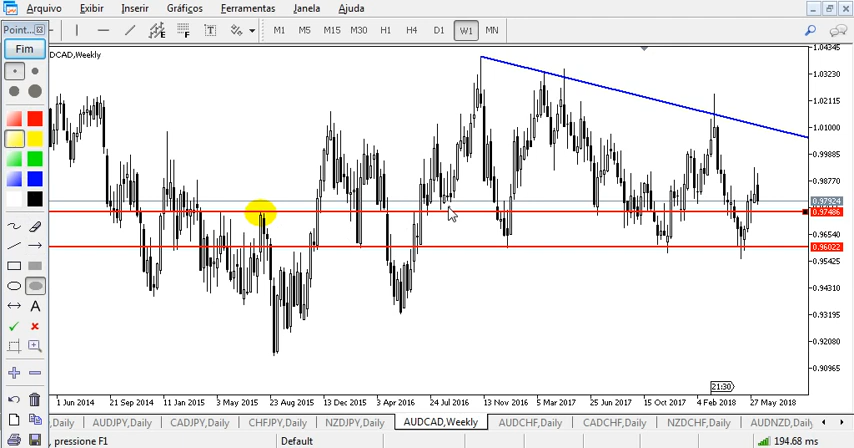 Arquivo Exibir Inserir Gráficos Ferramentas Janela Ajuda
Point...
M1 M5 M15 M30 H1 H4 D1 W1 MN
Fim
DCAD,Weekly
1.04345
1.03230
1.02115
1.01000
0.99885
0.98770
0.97924
0.97486
0.96540
0.96022
0.95425
0.94310
0.93195
0.92080
0.90965
21:30
1 Jun 2014 21 Sep 2014 11 Jan 2015 3 May 2015 23 Aug 2015 13 Dec 2015 3 Apr 2016 24 Jul 2016 13 Nov 2016 5 Mar 2017 25 Jun 2017 15 Oct 2017 4 Feb 2018 27 May 2018
,Daily AUDJPY,Daily CADJPY,Daily CHFJPY,Daily NZDJPY,Daily AUDCAD,Weekly AUDCHF,Daily CADCHF,Daily NZDCHF,Daily AUDNZD,Daily
, pressione F1 Default 194.68 ms